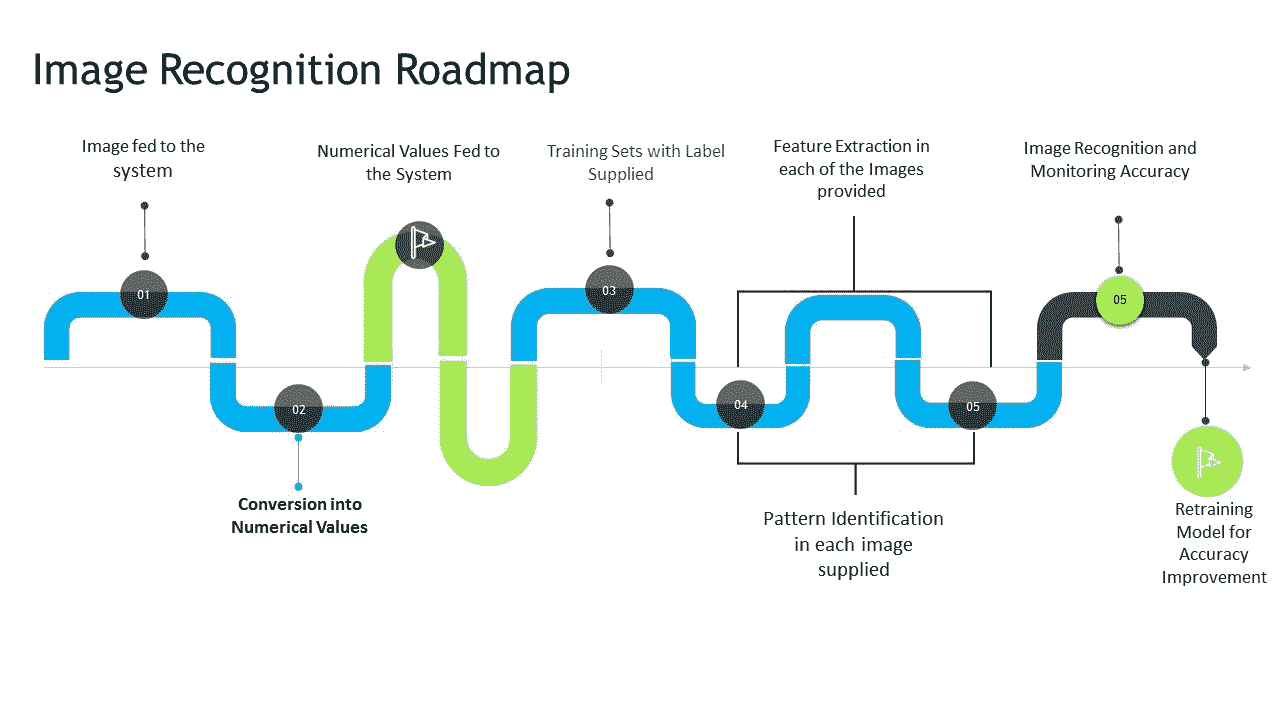 Image Recognition Roadmap
Image fed to the
system
Numerical Values Fed to
the System
Training Sets with Label
Supplied
Feature Extraction in
each of the Images
provided
Image Recognition and
Monitoring Accuracy
01
02
03
04
05
05
Conversion into
Numerical Values
Pattern Identification
in each image
supplied
Retraining
Model for
Accuracy
Improvement